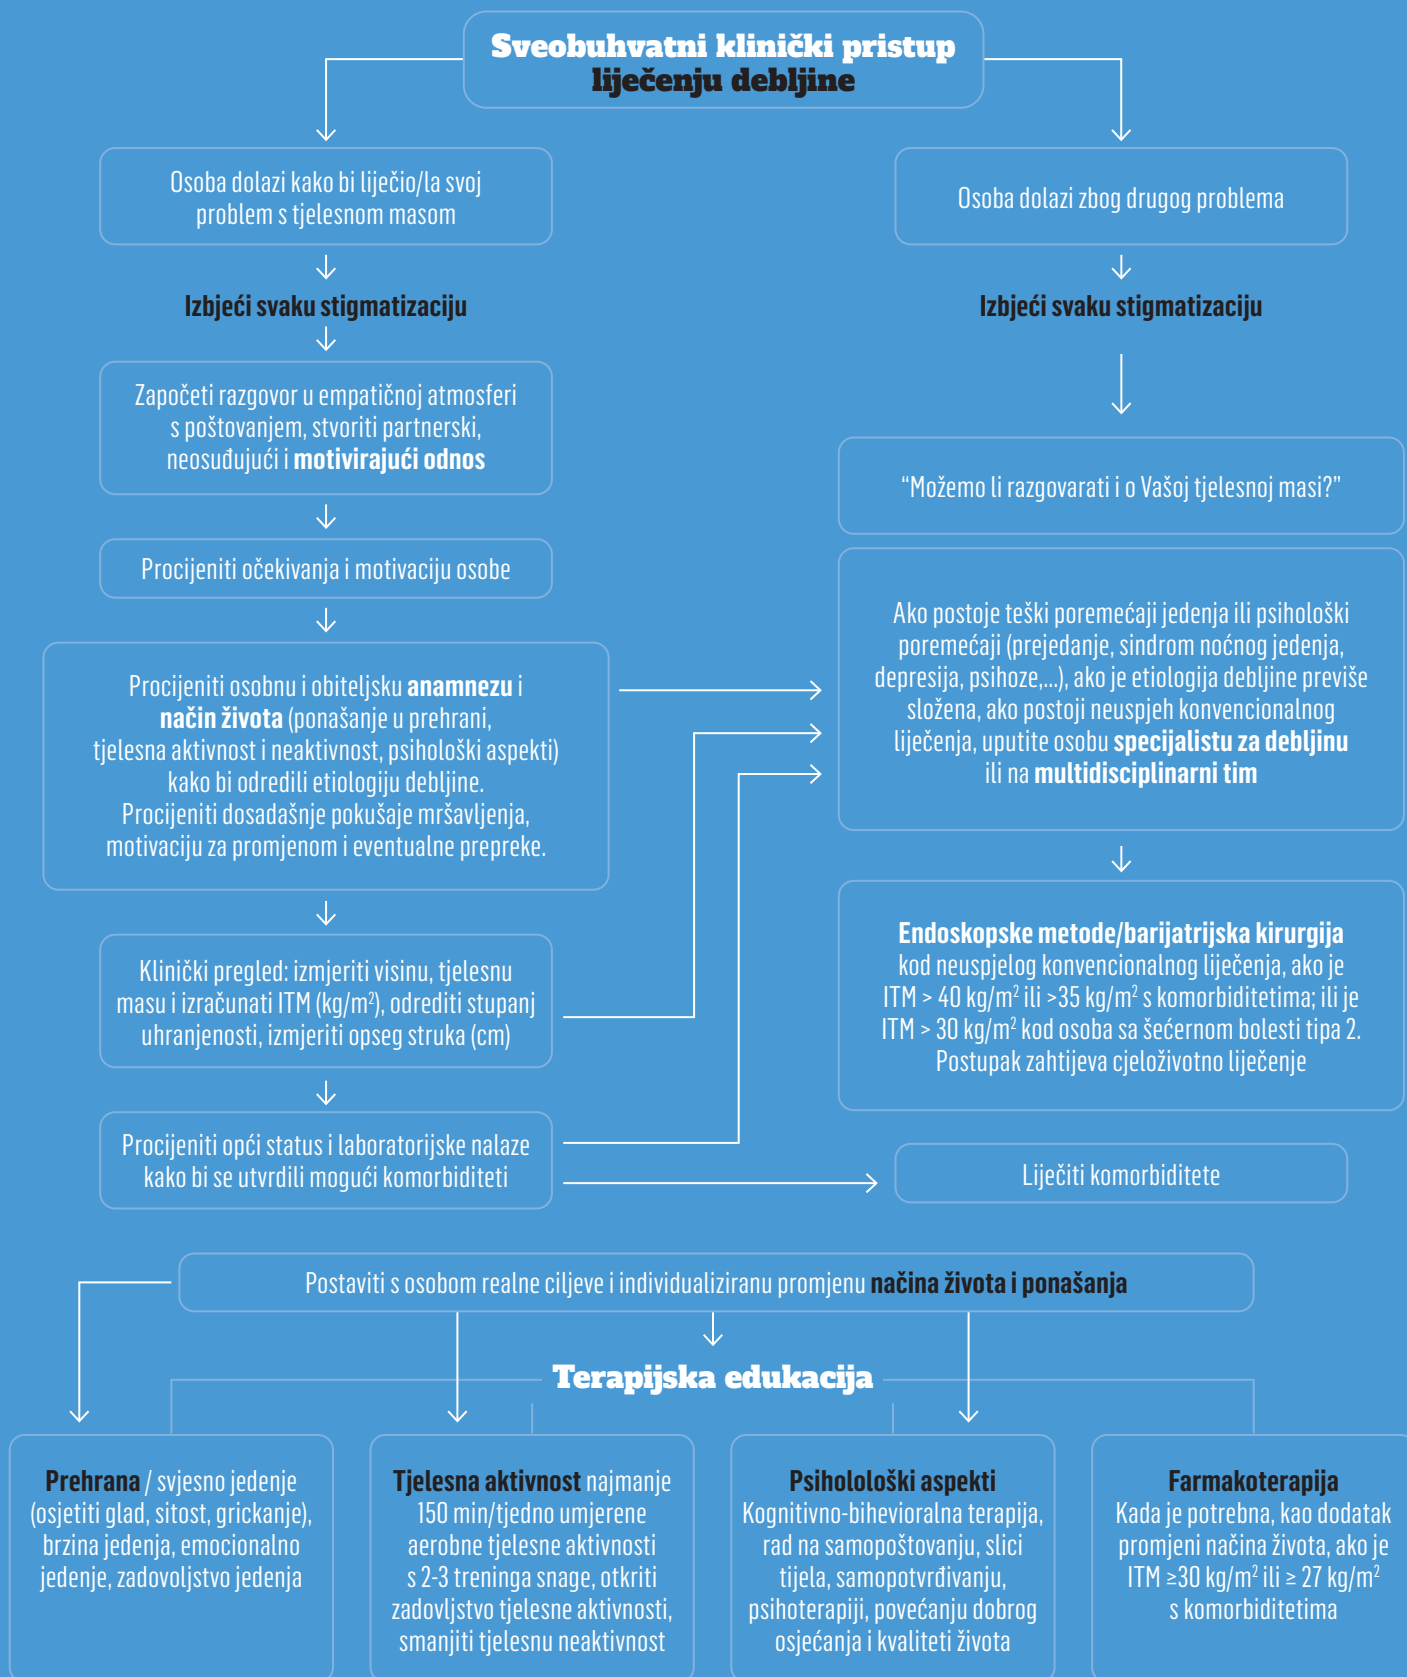 Sveobuhvatni klinički pristup
liječenju debljine
Osoba dolazi kako bi liječio/la svoj
problem s tjelesnom masom
Izbjeći svaku stigmatizaciju
Započeti razgovor u empatičnoj atmosferi
s poštovanjem, stvoriti partnerski,
neosuđujući i motivirajući odnos
Procijeniti očekivanja i motivaciju osobe
Procijeniti osobnu i obiteljsku anamnezu i
način života (ponašanje u prehrani,
tjelesna aktivnost i neaktivnost, psihološki aspekti)
kako bi odredili etiologiju debljine.
Procijeniti dosadašnje pokušaje mršavljenja,
motivaciju za promjenom i eventualne prepreke.
Klinički pregled: izmjeriti visinu, tjelesnu
masu i izračunati ITM (kg/m²), odrediti stupanj
uhranjenosti, izmjeriti opseg struka (cm)
Procijeniti opći status i laboratorijske nalaze
kako bi se utvrdili mogući komorbiditeti
Osoba dolazi zbog drugog problema
Izbjeći svaku stigmatizaciju
“Možemo li razgovarati i o Vašoj tjelesnoj masi?”
Ako postoje teški poremećaji jedenja ili psihološki
poremećaji (prejedanje, sindrom noćnog jedenja,
depresija, psihoze,...), ako je etiologija debljine previše
složena, ako postoji neuspjeh konvencionalnog
liječenja, uputite osobu specijalistu za debljinu
ili na multidisciplinarni tim
Endoskopske metode/barijatrijska kirurgija
kod neuspjelog konvencionalnog liječenja, ako je
ITM > 40 kg/m² ili >35 kg/m² s komorbiditetima; ili je
ITM > 30 kg/m² kod osoba sa šećernom bolesti tipa 2.
Postupak zahtijeva cjeloživotno liječenje
Liječiti komorbiditete
Postaviti s osobom realne ciljeve i individualiziranu promjenu načina života i ponašanja
Terapijska edukacija
Prehrana / svjesno jedenje
(osjetiti glad, sitost, grickanje),
brzina jedenja, emocionalno
jedenje, zadovoljstvo jedenja
Tjelesna aktivnost najmanje
150 min/tjedno umjerene
aerobne tjelesne aktivnosti
s 2-3 treninga snage, otkriti
zadovljstvo tjelesne aktivnosti,
smanjiti tjelesnu neaktivnost
Psiholološki aspekti
Kognitivno-bihevioralna terapija,
rad na samopoštovanju, slici
tijela, samopotvrđivanju,
psihoterapiji, povećanju dobrog
osjećanja i kvaliteti života
Farmakoterapija
Kada je potrebna, kao dodatak
promjeni načina života, ako je
ITM ≥30 kg/m² ili ≥ 27 kg/m²
s komorbiditetima